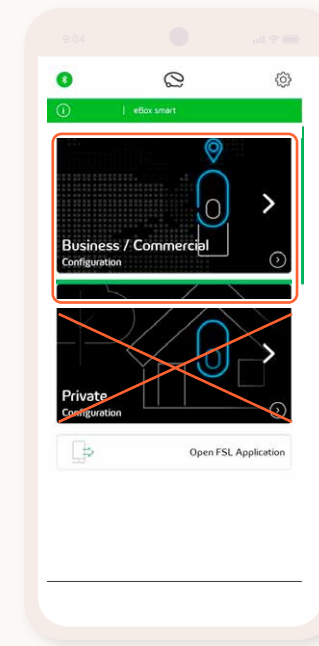 9:04
| eBox smart
Business / Commercial
Configuration
Private
Configuration
Open FSL Application